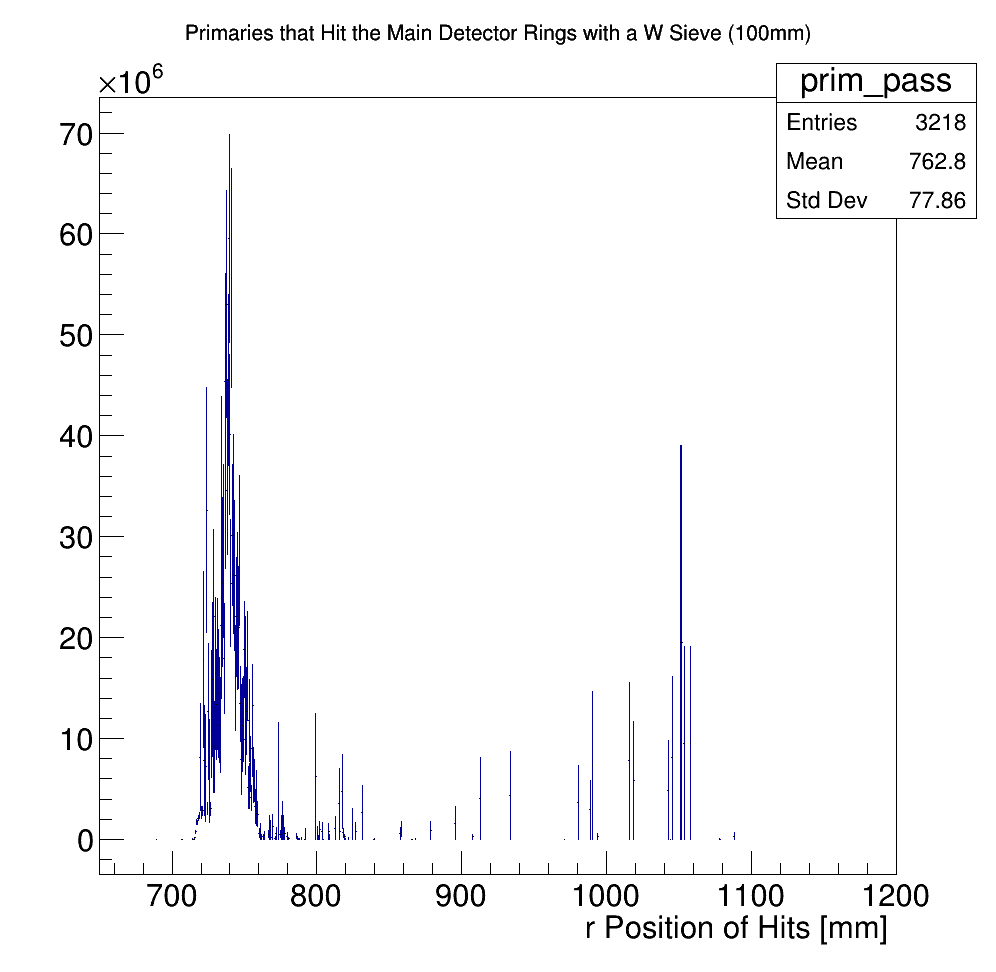 Primaries that Hit the Main Detector Rings with a W Sieve (100mm)
×10⁶
prim_pass
Entries 3218
Mean 762.8
Std Dev 77.86
70
60
50
40
30
20
10
0
700 800 900 1000 1100 1200
r Position of Hits [mm]